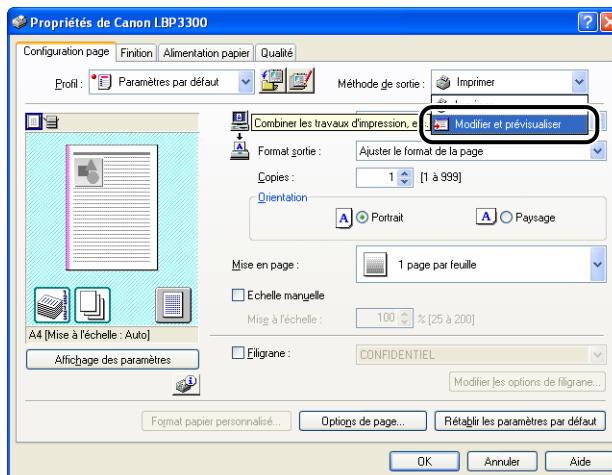 Propriétés de Canon LBP3300
Configuration page Finition Alimentation papier Qualité
Profil : Paramètres par défaut Méthode de sortie : Imprimer
Combiner les travaux d'impression, e Modifier et prévisualiser
Format sortie : Ajuster le format de la page
Copies : 1 [1 à 999]
Orientation
A Portrait A Paysage
Mise en page : 1 page par feuille
Echelle manuelle
Mise à l'échelle : 100 % [25 à 200]
A4 [Mise à l'échelle : Auto]
Affichage des paramètres
Filigrane : CONFIDENTIEL
Modifier les options de filigrane...
Format papier personnalisé... Options de page... Rétablir les paramètres par défaut
OK Annuler Aide